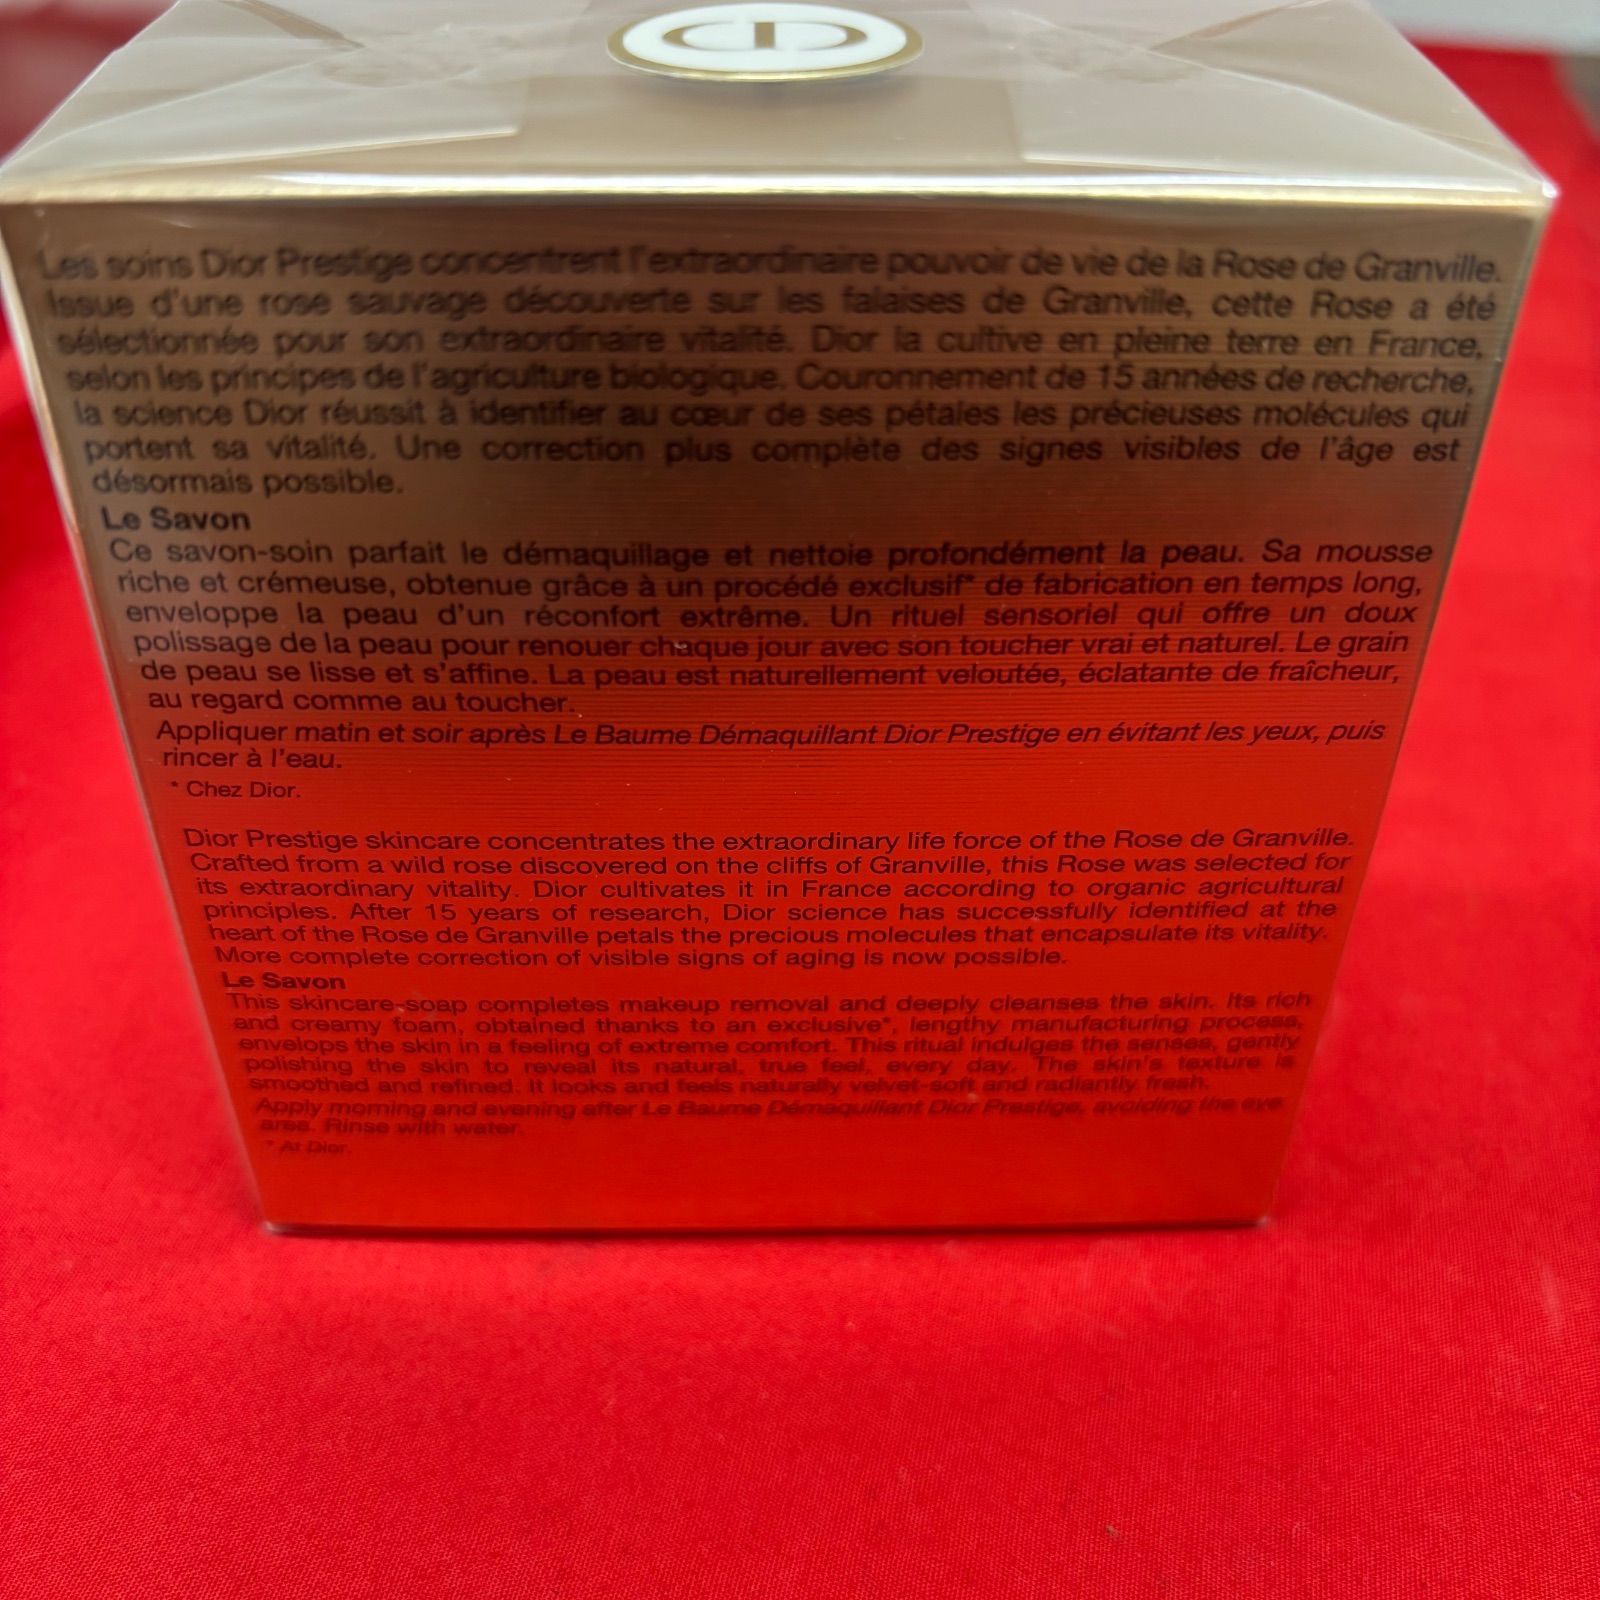 CD
Les soins Dior Prestige concentrent l'extraordinaire pouvoir de vie de la Rose de Granville.
Issue d'une rose sauvage découverte sur les falaises de Granville, cette Rose a été
sélectionnée pour son extraordinaire vitalité. Dior la cultive en pleine terre en France,
selon les principes de l'agriculture biologique. Couronnement de 15 années de recherche,
la science Dior réussit à identifier au cœur de ses pétales les précieuses molécules qui
portent sa vitalité. Une correction plus complète des signes visibles de l'âge est
désormais possible.
Le Savon
Ce savon-soin parfait le démaquillage et nettoie profondément la peau. Sa mousse
riche et crémeuse, obtenue grâce à un procédé exclusif* de fabrication en temps long,
enveloppe la peau d'un réconfort extrême. Un rituel sensoriel qui offre un doux
polissage de la peau pour renouer chaque jour avec son toucher vrai et naturel. Le grain
de peau se lisse et s'affine. La peau est naturellement veloutée, éclatante de fraîcheur,
au regard comme au toucher.
Appliquer matin et soir après Le Baume Démaquillant Dior Prestige en évitant les yeux, puis
rincer à l'eau.
* Chez Dior.
Dior Prestige skincare concentrates the extraordinary life force of the Rose de Granville.
Crafted from a wild rose discovered on the cliffs of Granville, this Rose was selected for
its extraordinary vitality. Dior cultivates it in France according to organic agricultural
principles. After 15 years of research, Dior science has successfully identified at the
heart of the Rose de Granville petals the precious molecules that encapsulate its vitality.
More complete correction of visible signs of aging is now possible.
Le Savon
This skincare-soap completes makeup removal and deeply cleanses the skin. Its rich
and creamy foam, obtained thanks to an exclusive*, lengthy manufacturing process,
envelops the skin in a feeling of extreme comfort. This ritual indulges the senses, gently
polishing the skin to reveal its natural, true feel, every day. The skin's texture is
smoothed and refined. It looks and feels naturally velvet-soft and radiantly fresh.
Apply morning and evening after Le Baume Démaquillant Dior Prestige, avoiding the eye
area. Rinse with water.
* At Dior.